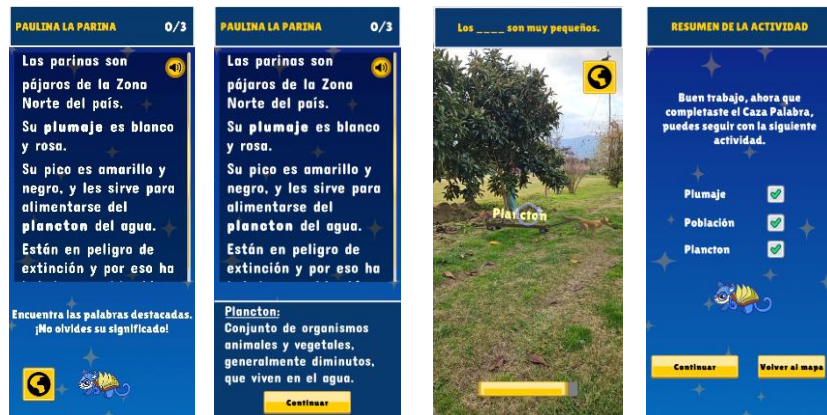 PAULINA LA PARINA 0/3
Las parinas son
pájaros de la Zona
Norte del país.
Su plumaje es blanco
y rosa.
Su pico es amarillo y
negro, y les sirve para
alimentarse del
plancton del agua.
Están en peligro de
extinción y por eso ha
Encuentra las palabras destacadas.
¡No olvides su significado!
PAULINA LA PARINA 0/3
Las parinas son
pájaros de la Zona
Norte del país.
Su plumaje es blanco
y rosa.
Su pico es amarillo y
negro, y les sirve para
alimentarse del
plancton del agua.
Están en peligro de
extinción y por eso ha
Plancton:
Conjunto de organismos
animales y vegetales,
generalmente diminutos,
que viven en el agua.
Continuar
Los ____ son muy pequeños.
Plancton
RESUMEN DE LA ACTIVIDAD
Buen trabajo, ahora que
completaste el Caza Palabra,
puedes seguir con la siguiente
actividad.
Plumaje
Población
Plancton
Continuar
Volver al mapa